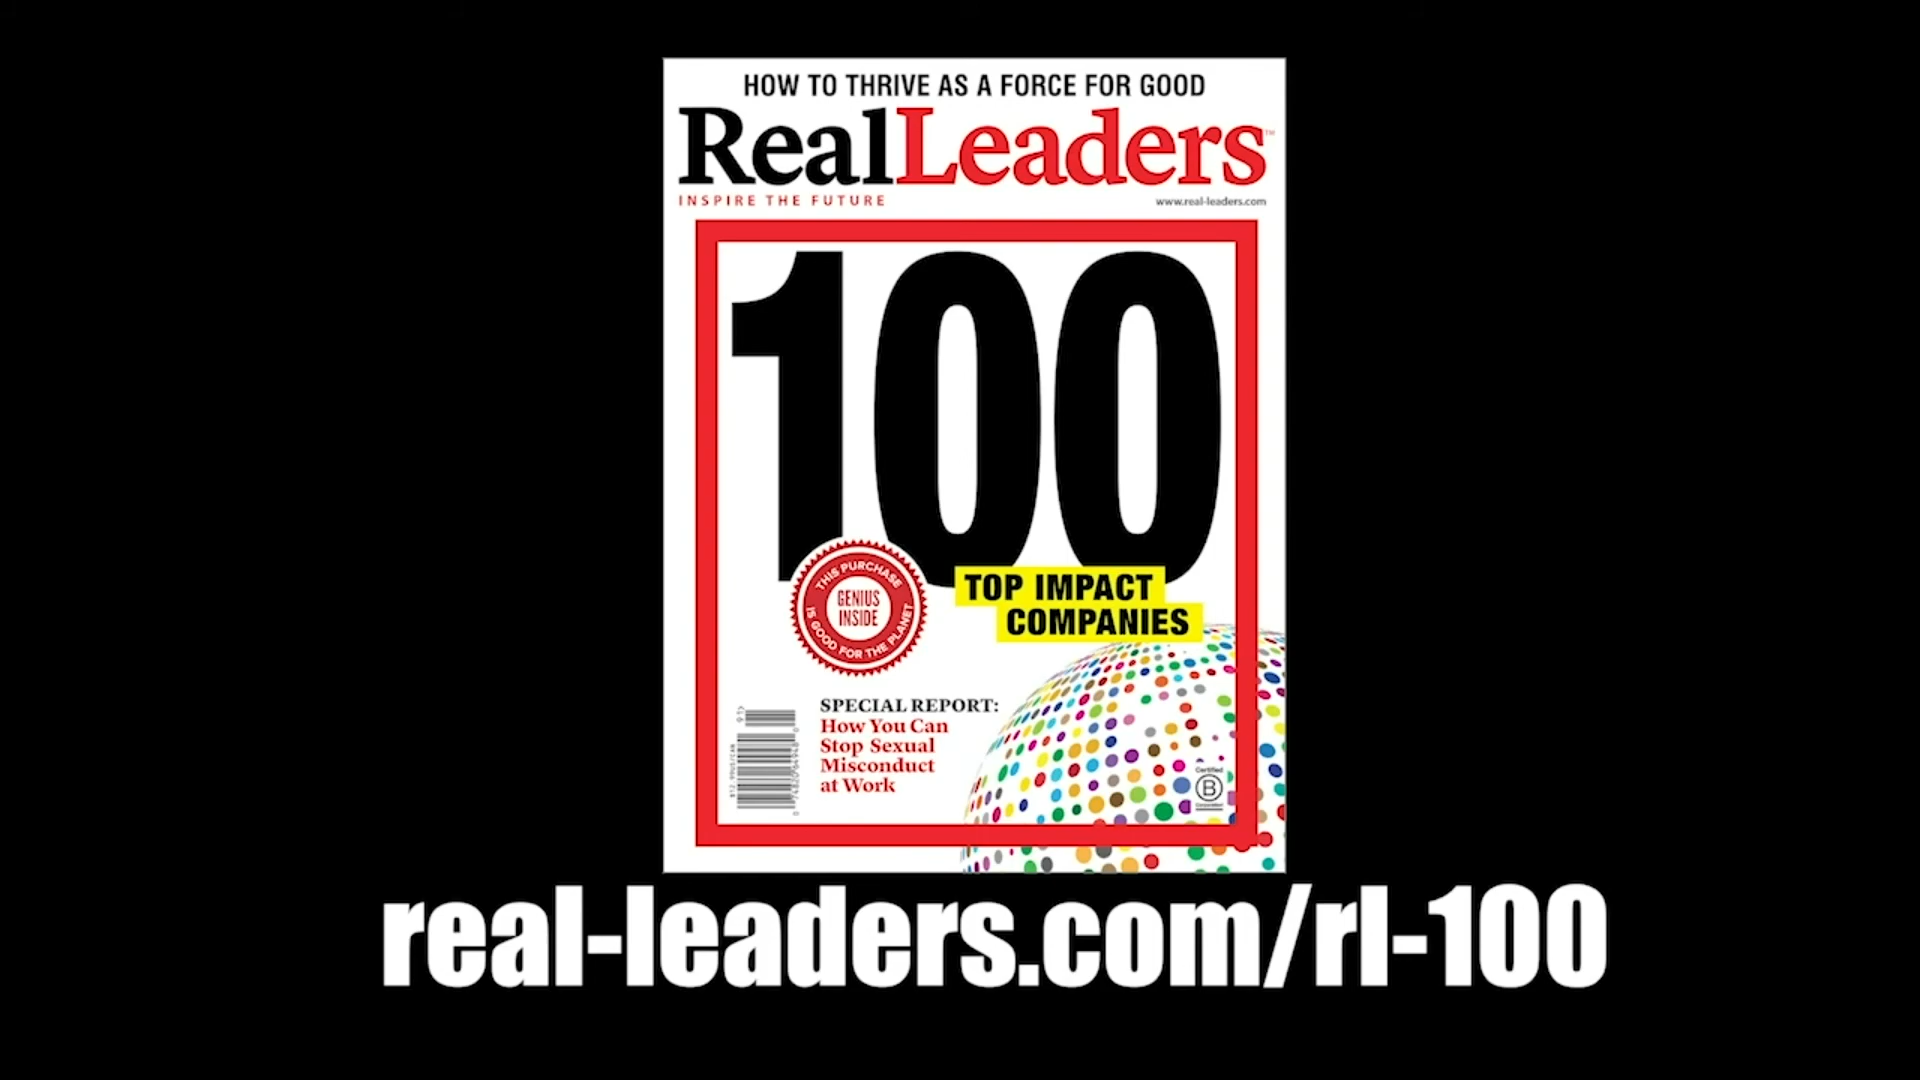 HOW TO THRIVE AS A FORCE FOR GOOD
RealLeaders™
INSPIRE THE FUTURE
www.real-leaders.com
100
TOP IMPACT
COMPANIES
THIS PURCHASE
IS GOOD FOR THE PLANET
GENIUS
INSIDE
SPECIAL REPORT:
How You Can
Stop Sexual
Misconduct
at Work
Certified
B
Corporation
real-leaders.com/rl-100